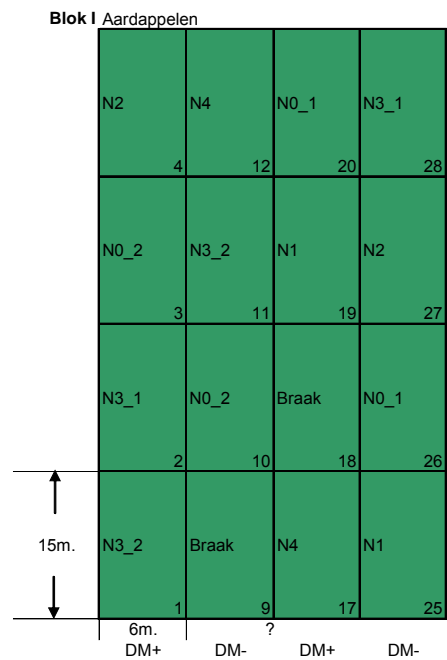 Blok I Aardappelen
N2 N4 N0_1 N3_1
4 12 20 28
N0_2 N3_2 N1 N2
3 11 19 27
N3_1 N0_2 Braak N0_1
2 10 18 26
15m. N3_2 Braak N4 N1
1 9 17 25
6m. ?
DM+ DM- DM+ DM-